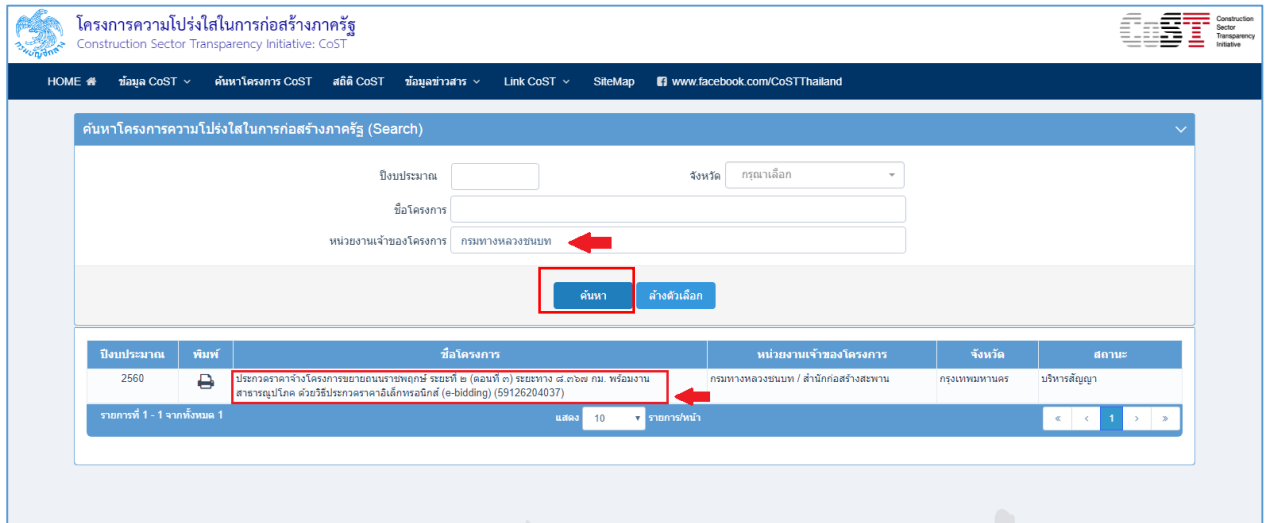 โครงการความโปร่งใสในการก่อสร้างภาครัฐ
Construction Sector Transparency Initiative: CoST
กรมบัญชีกลาง
CoST
Construction
Sector
Transparency
Initiative
HOME ข้อมูล CoST ค้นหาโครงการ CoST สถิติ CoST ข้อมูลข่าวสาร Link CoST SiteMap www.facebook.com/CoSTThailand
ค้นหาโครงการความโปร่งใสในการก่อสร้างภาครัฐ (Search)
ปีงบประมาณ จังหวัด กรุณาเลือก
ชื่อโครงการ
หน่วยงานเจ้าของโครงการ กรมทางหลวงชนบท
ค้นหา ล้างตัวเลือก
ปีงบประมาณ พิมพ์ ชื่อโครงการ หน่วยงานเจ้าของโครงการ จังหวัด สถานะ
2560 ประกวดราคาจ้างโครงการขยายถนนราชพฤกษ์ ระยะที่ ๒ (ตอนที่ ๓) ระยะทาง ๘.๓๖๗ กม. พร้อมงาน กรมทางหลวงชนบท / สำนักก่อสร้างสะพาน กรุงเทพมหานคร บริหารสัญญา
สาธารณูปโภค ด้วยวิธีประกวดราคาอิเล็กทรอนิกส์ (e-bidding) (59126204037)
รายการที่ 1 - 1 จากทั้งหมด 1 แสดง 10 รายการ/หน้า « < 1 > »